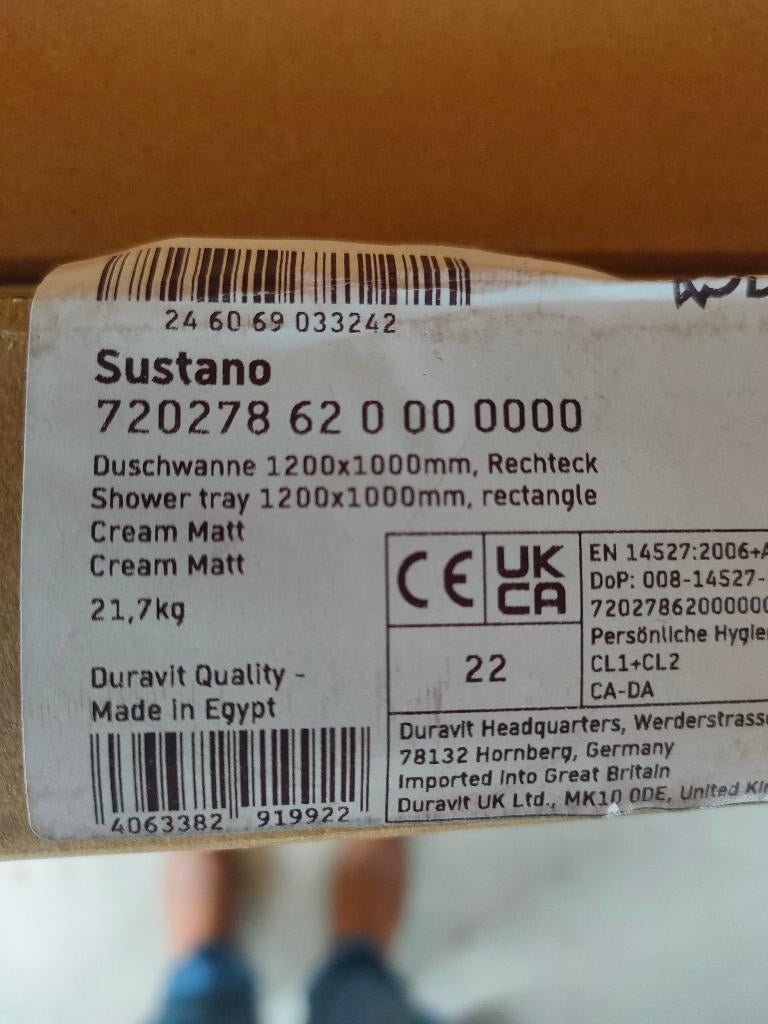 24 60 69 033242
Sustano
720278 62 0 00 0000
Duschwanne 1200x1000mm, Rechteck
Shower tray 1200x1000mm, rectangle
Cream Matt
Cream Matt
21,7kg
Duravit Quality -
Made in Egypt
4063382 919922
CE
UK
CA
22
EN 14527:2006+A
DoP: 008-14527-
7202786200000
Persönliche Hygie
CL1+CL2
CA-DA
Duravit Headquarters, Werderstrasse
78132 Hornberg, Germany
Imported into Great Britain
Duravit UK Ltd., MK10 0DE, United Ki